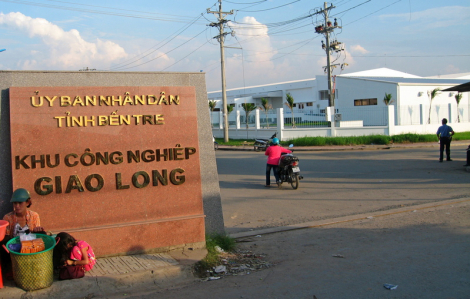 ỦY BAN NHÂN DÂN
TỈNH BẾN TRE
KHU CÔNG NGHIỆP
GIAO LONG